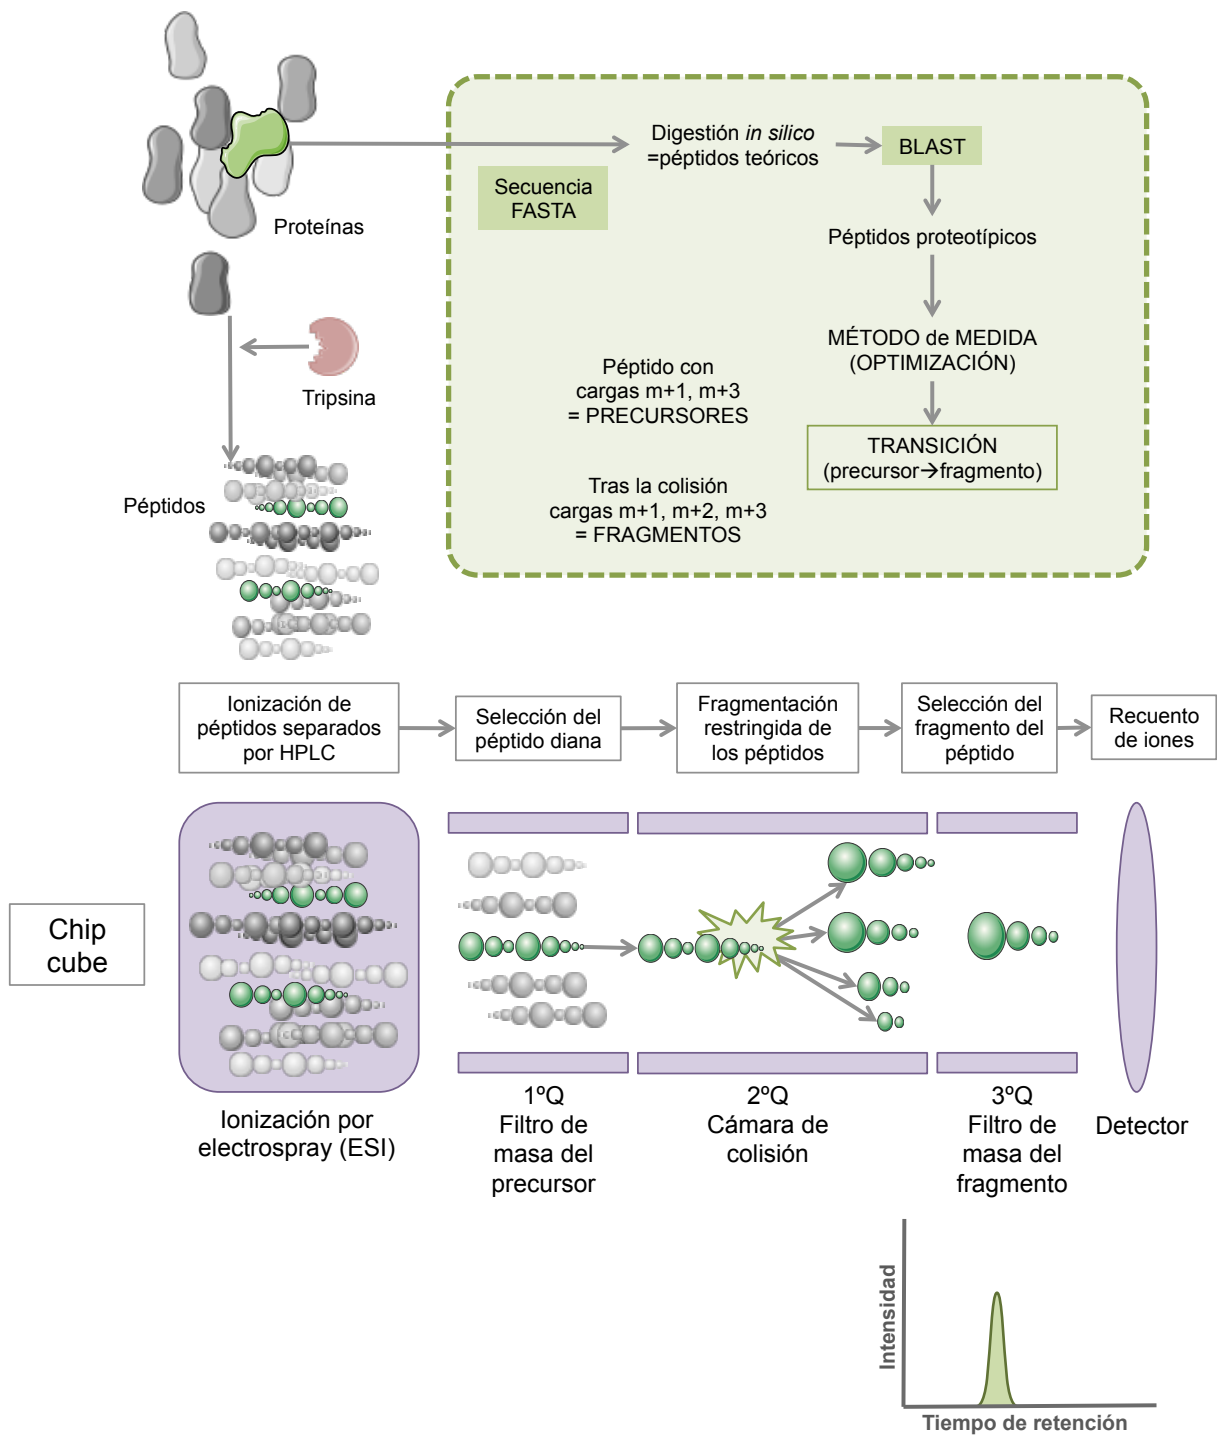 Proteínas
Tripsina
Péptidos
Secuencia
FASTA
Digestión in silico
=péptidos teóricos
BLAST
Péptidos proteotípicos
MÉTODO de MEDIDA
(OPTIMIZACIÓN)
TRANSICIÓN
(precursor→fragmento)
Péptido con
cargas m+1, m+3
= PRECURSORES
Tras la colisión
cargas m+1, m+2, m+3
= FRAGMENTOS
Ionización de
péptidos separados
por HPLC
Selección del
péptido diana
Fragmentación
restringida de
los péptidos
Selección del
fragmento del
péptido
Recuento
de iones
Chip
cube
Ionización por
electrospray (ESI)
1ºQ
Filtro de
masa del
precursor
2ºQ
Cámara de
colisión
3ºQ
Filtro de
masa del
fragmento
Detector
Intensidad
Tiempo de retención